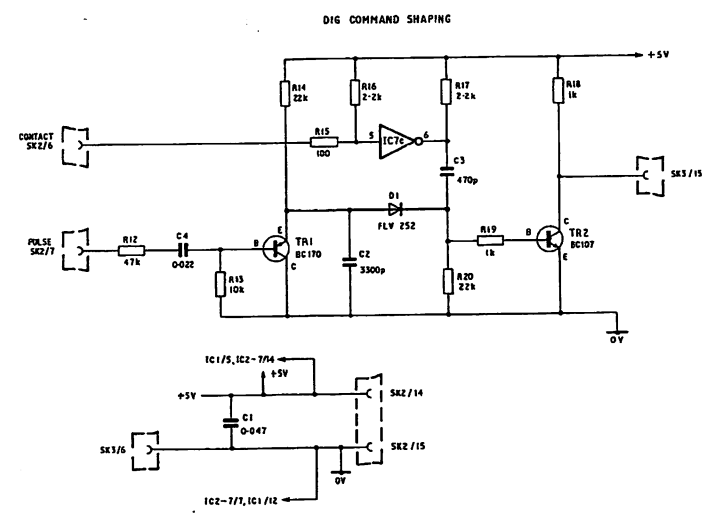 DIG COMMAND SHAPING
+5V
R14
22k
R16
2·2k
R17
2·2k
R18
1k
CONTACT
SK2/6
R15
100
5
IC7c
6
C3
470p
SK3/15
D1
FLV 252
PULSE
SK2/7
R12
47k
C4
0·022
R13
10k
E
B
C
TR1
BC170
C2
3300p
R19
1k
R20
22k
B
C
E
TR2
BC107
0V
IC1/5, IC2-7/14
+5V
+5V
SK2/14
C1
0·047
SK3/6
SK2/15
0V
IC2-7/7, IC1/12